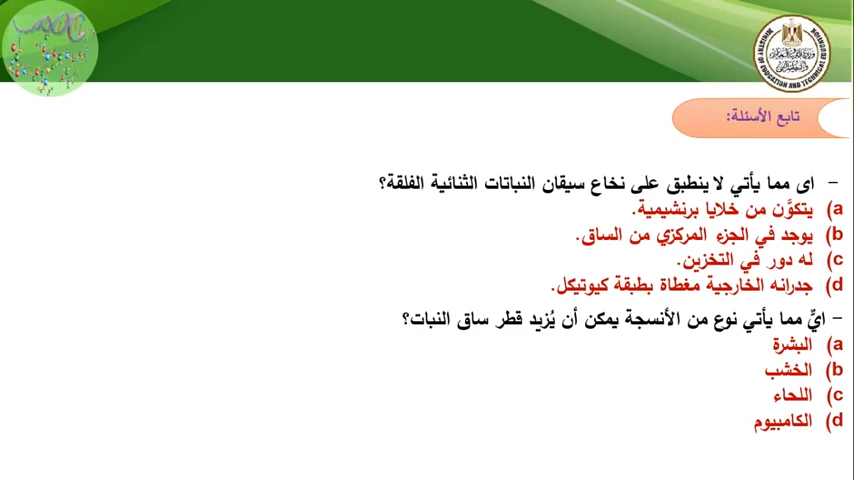 تابع الأسئلة:
– اى مما يأتي لا ينطبق على نخاع سيقان النباتات الثنائية الفلقة؟
a) يتكوَّن من خلايا برنشيمية.
b) يوجد في الجزء المركزي من الساق.
c) له دور في التخزين.
d) جدرانه الخارجية مغطاة بطبقة كيوتيكل.
– ايٍّ مما يأتي نوع من الأنسجة يمكن أن يُزيد قطر ساق النبات؟
a) البشرة
b) الخشب
c) اللحاء
d) الكامبيوم